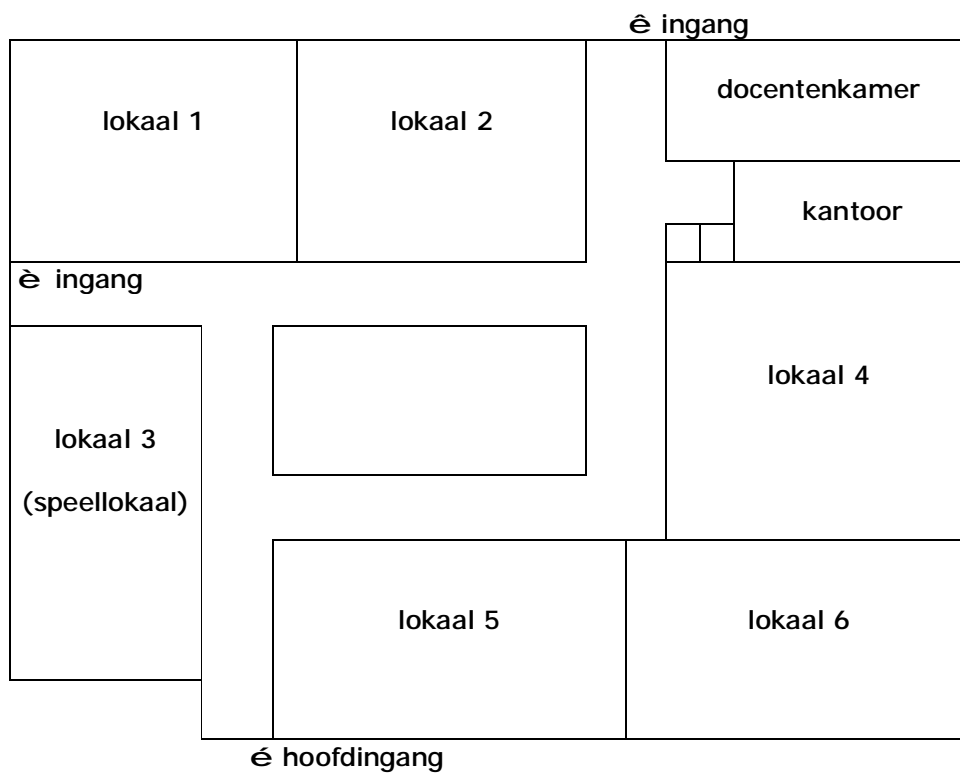 ê ingang
docentenkamer
lokaal 1
lokaal 2
kantoor
è ingang
lokaal 4
lokaal 3
(speellokaal)
lokaal 5
lokaal 6
é hoofdingang